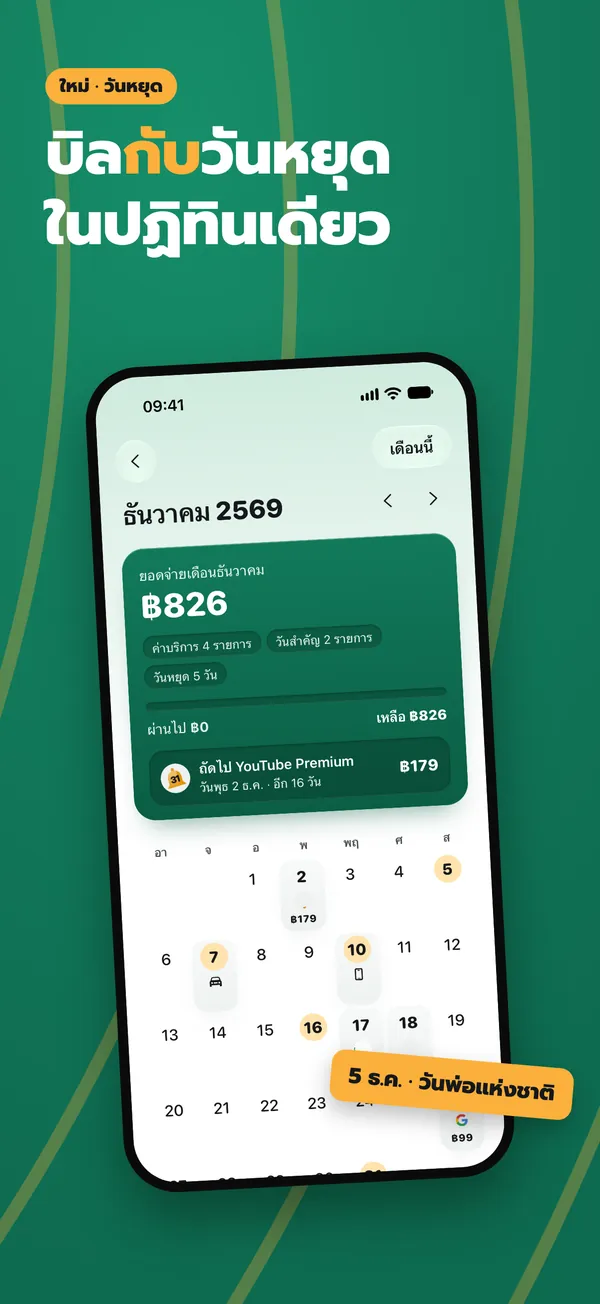 ใหม่ · วันหยุด
บิลกับวันหยุด
ในปฏิทินเดียว
09:41
เดือนนี้
ธันวาคม 2569
ยอดจ่ายเดือนธันวาคม
฿826
ค่าบริการ 4 รายการ วันสำคัญ 2 รายการ
วันหยุด 5 วัน
ผ่านไป ฿0 เหลือ ฿826
31 ถัดไป YouTube Premium ฿179
วันพุธ 2 ธ.ค. · อีก 16 วัน
อา จ อ พ พฤ ศ ส
1 2 3 4 5
฿179
6 7 8 9 10 11 12
13 14 15 16 17 18 19
5 ธ.ค. · วันพ่อแห่งชาติ
20 21 22 23
G
฿99